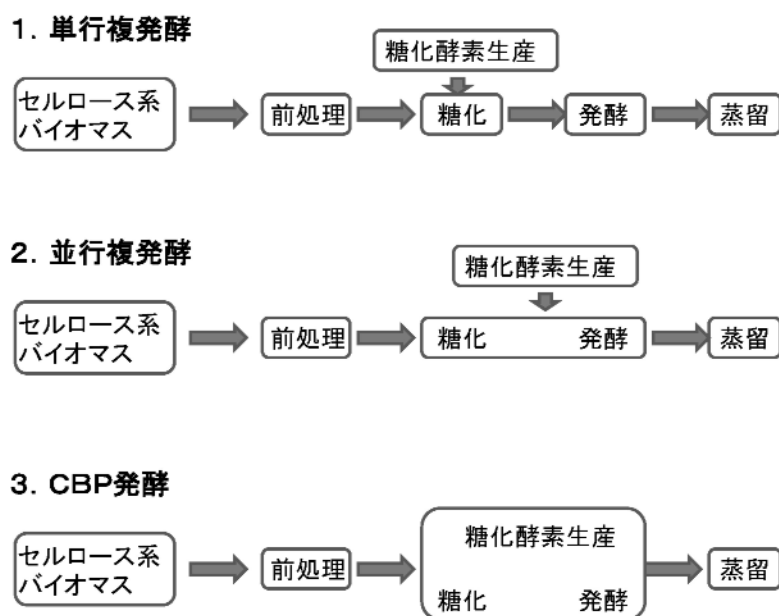 1. 単行複発酵
糖化酵素生産
セルロース系
バイオマス
前処理
糖化
発酵
蒸留
2. 並行複発酵
糖化酵素生産
セルロース系
バイオマス
前処理
糖化 発酵
蒸留
3. CBP発酵
セルロース系
バイオマス
前処理
糖化酵素生産
糖化 発酵
蒸留